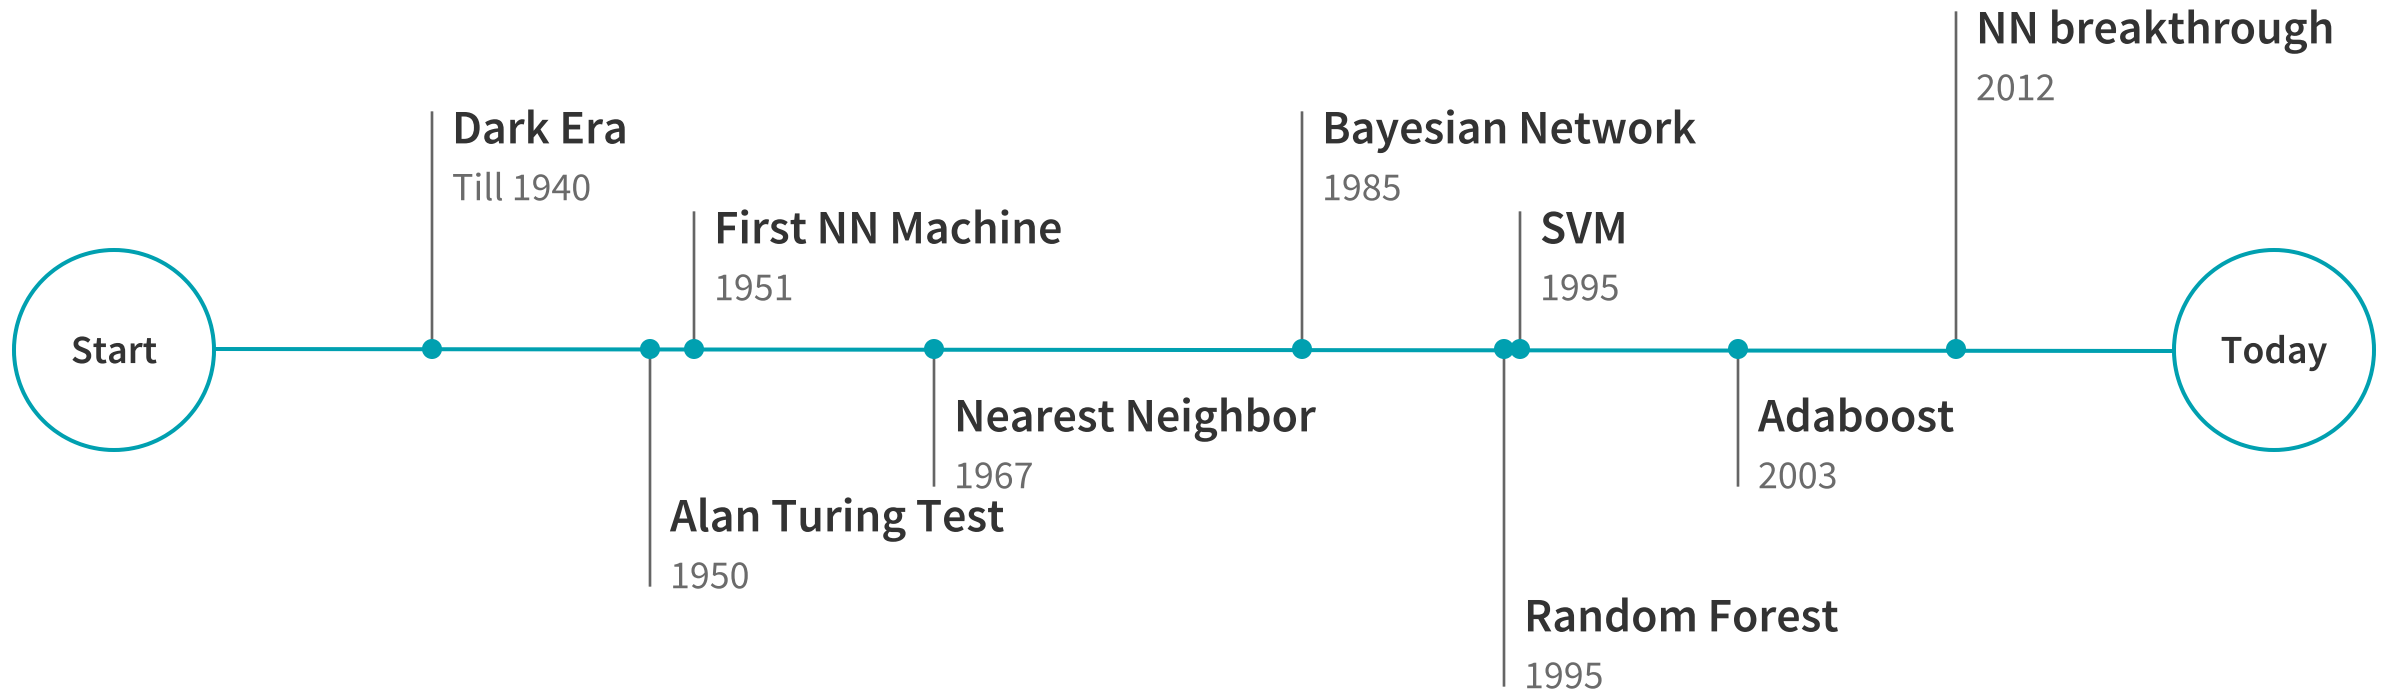 Start
Dark Era
Till 1940
Alan Turing Test
1950
First NN Machine
1951
Nearest Neighbor
1967
Bayesian Network
1985
Random Forest
1995
SVM
1995
Adaboost
2003
NN breakthrough
2012
Today